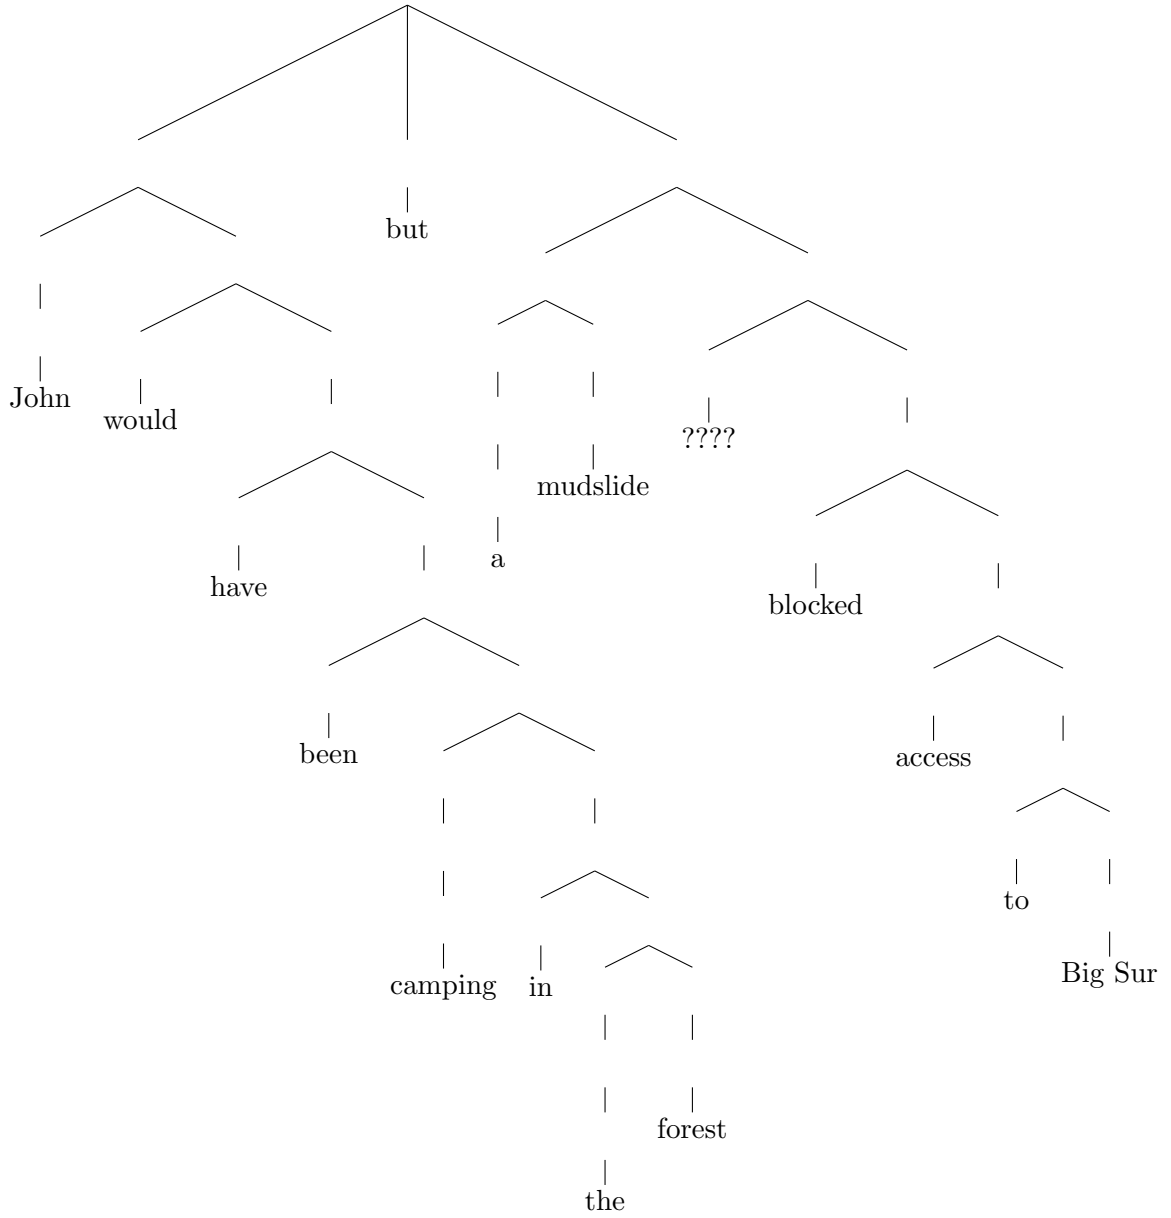 but
John
would
????
mudslide
a
have
blocked
been
access
to
Big Sur
camping
in
forest
the